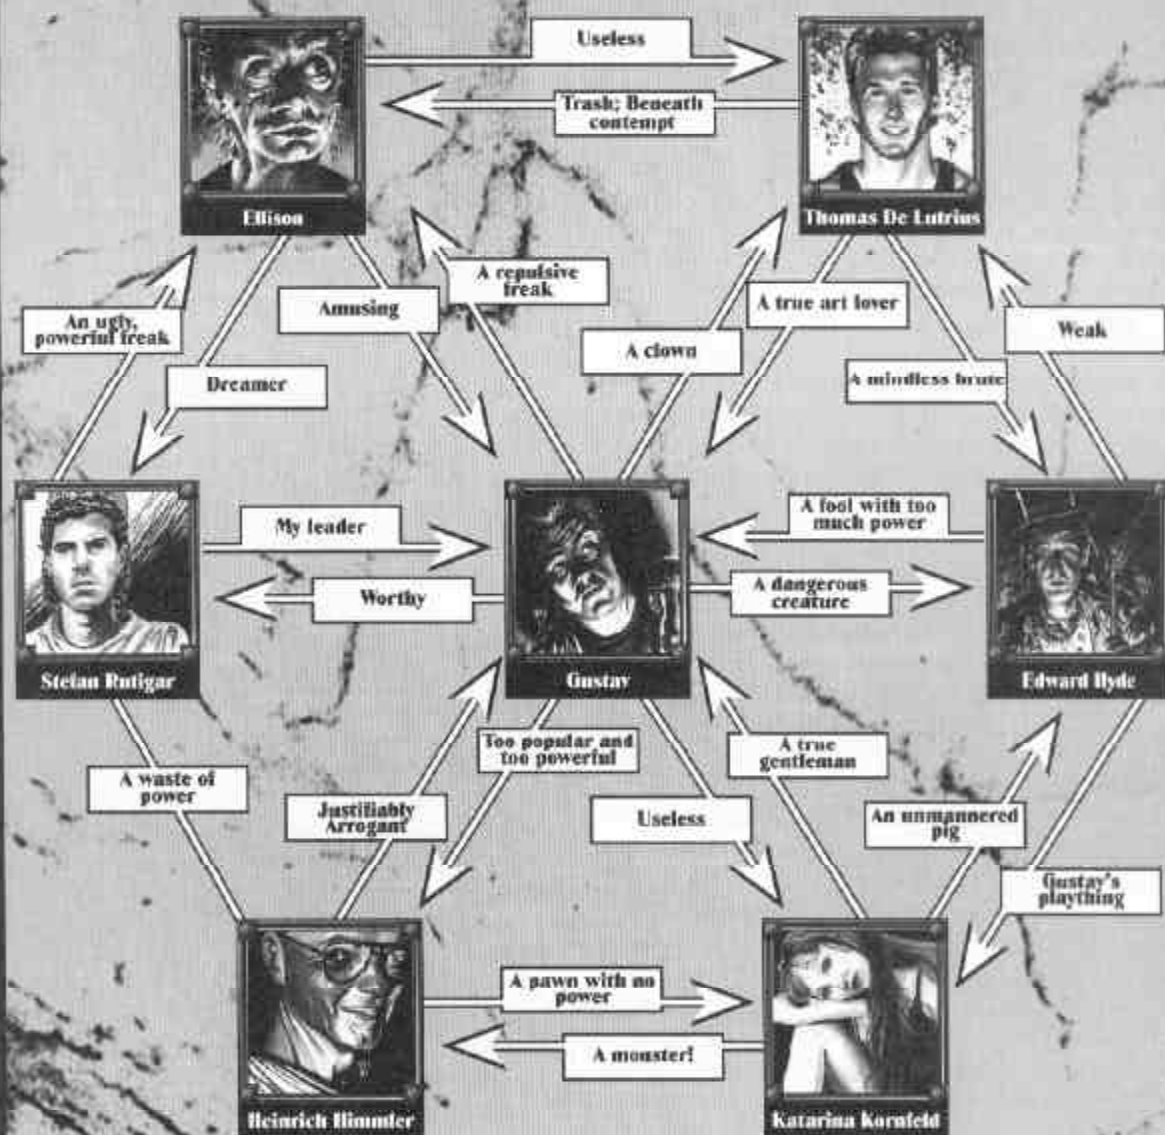 Useless
Trash; Beneath
contempt
Ellison
Thomas De Lutrius
A repulsive
freak
Amusing
A true art lover
An ugly,
powerful freak
A clown
Weak
Dreamer
A mindless brute
My leader
A fool with too
much power
Worthy
A dangerous
creature
Stefan Rutigar
Gustav
Edward Hyde
Too popular and
too powerful
A true
gentleman
A waste of
power
Justifiably
Arrogant
Useless
An unmannered
pig
Gustav's
plaything
A pawn with no
power
A monster!
Heinrich Himmler
Katarina Kornfeld